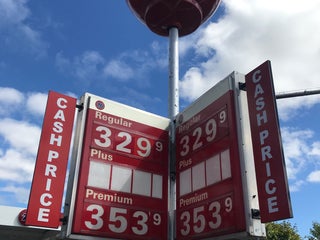 CASH PRICE
Regular
329 9
Plus
Premium
353 9
Regular
329 9
Plus
Premium
353 9
CASH PRICE